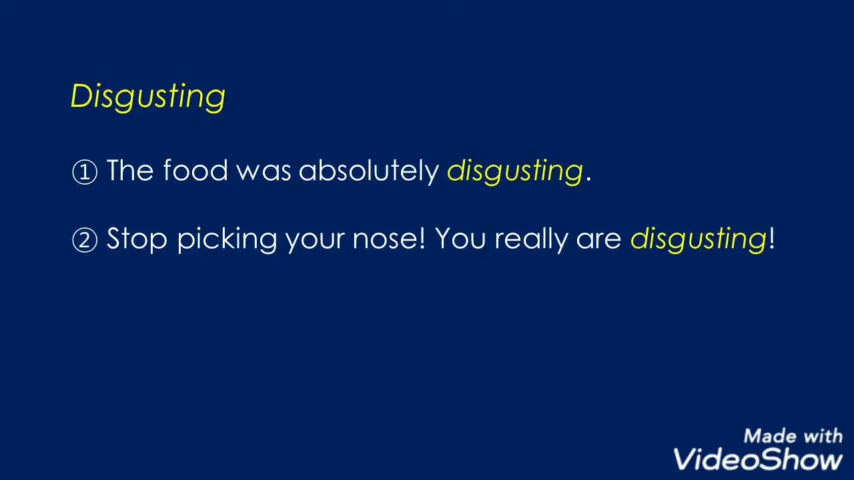 Disgusting
① The food was absolutely disgusting.
② Stop picking your nose! You really are disgusting!
Made with
VideoShow